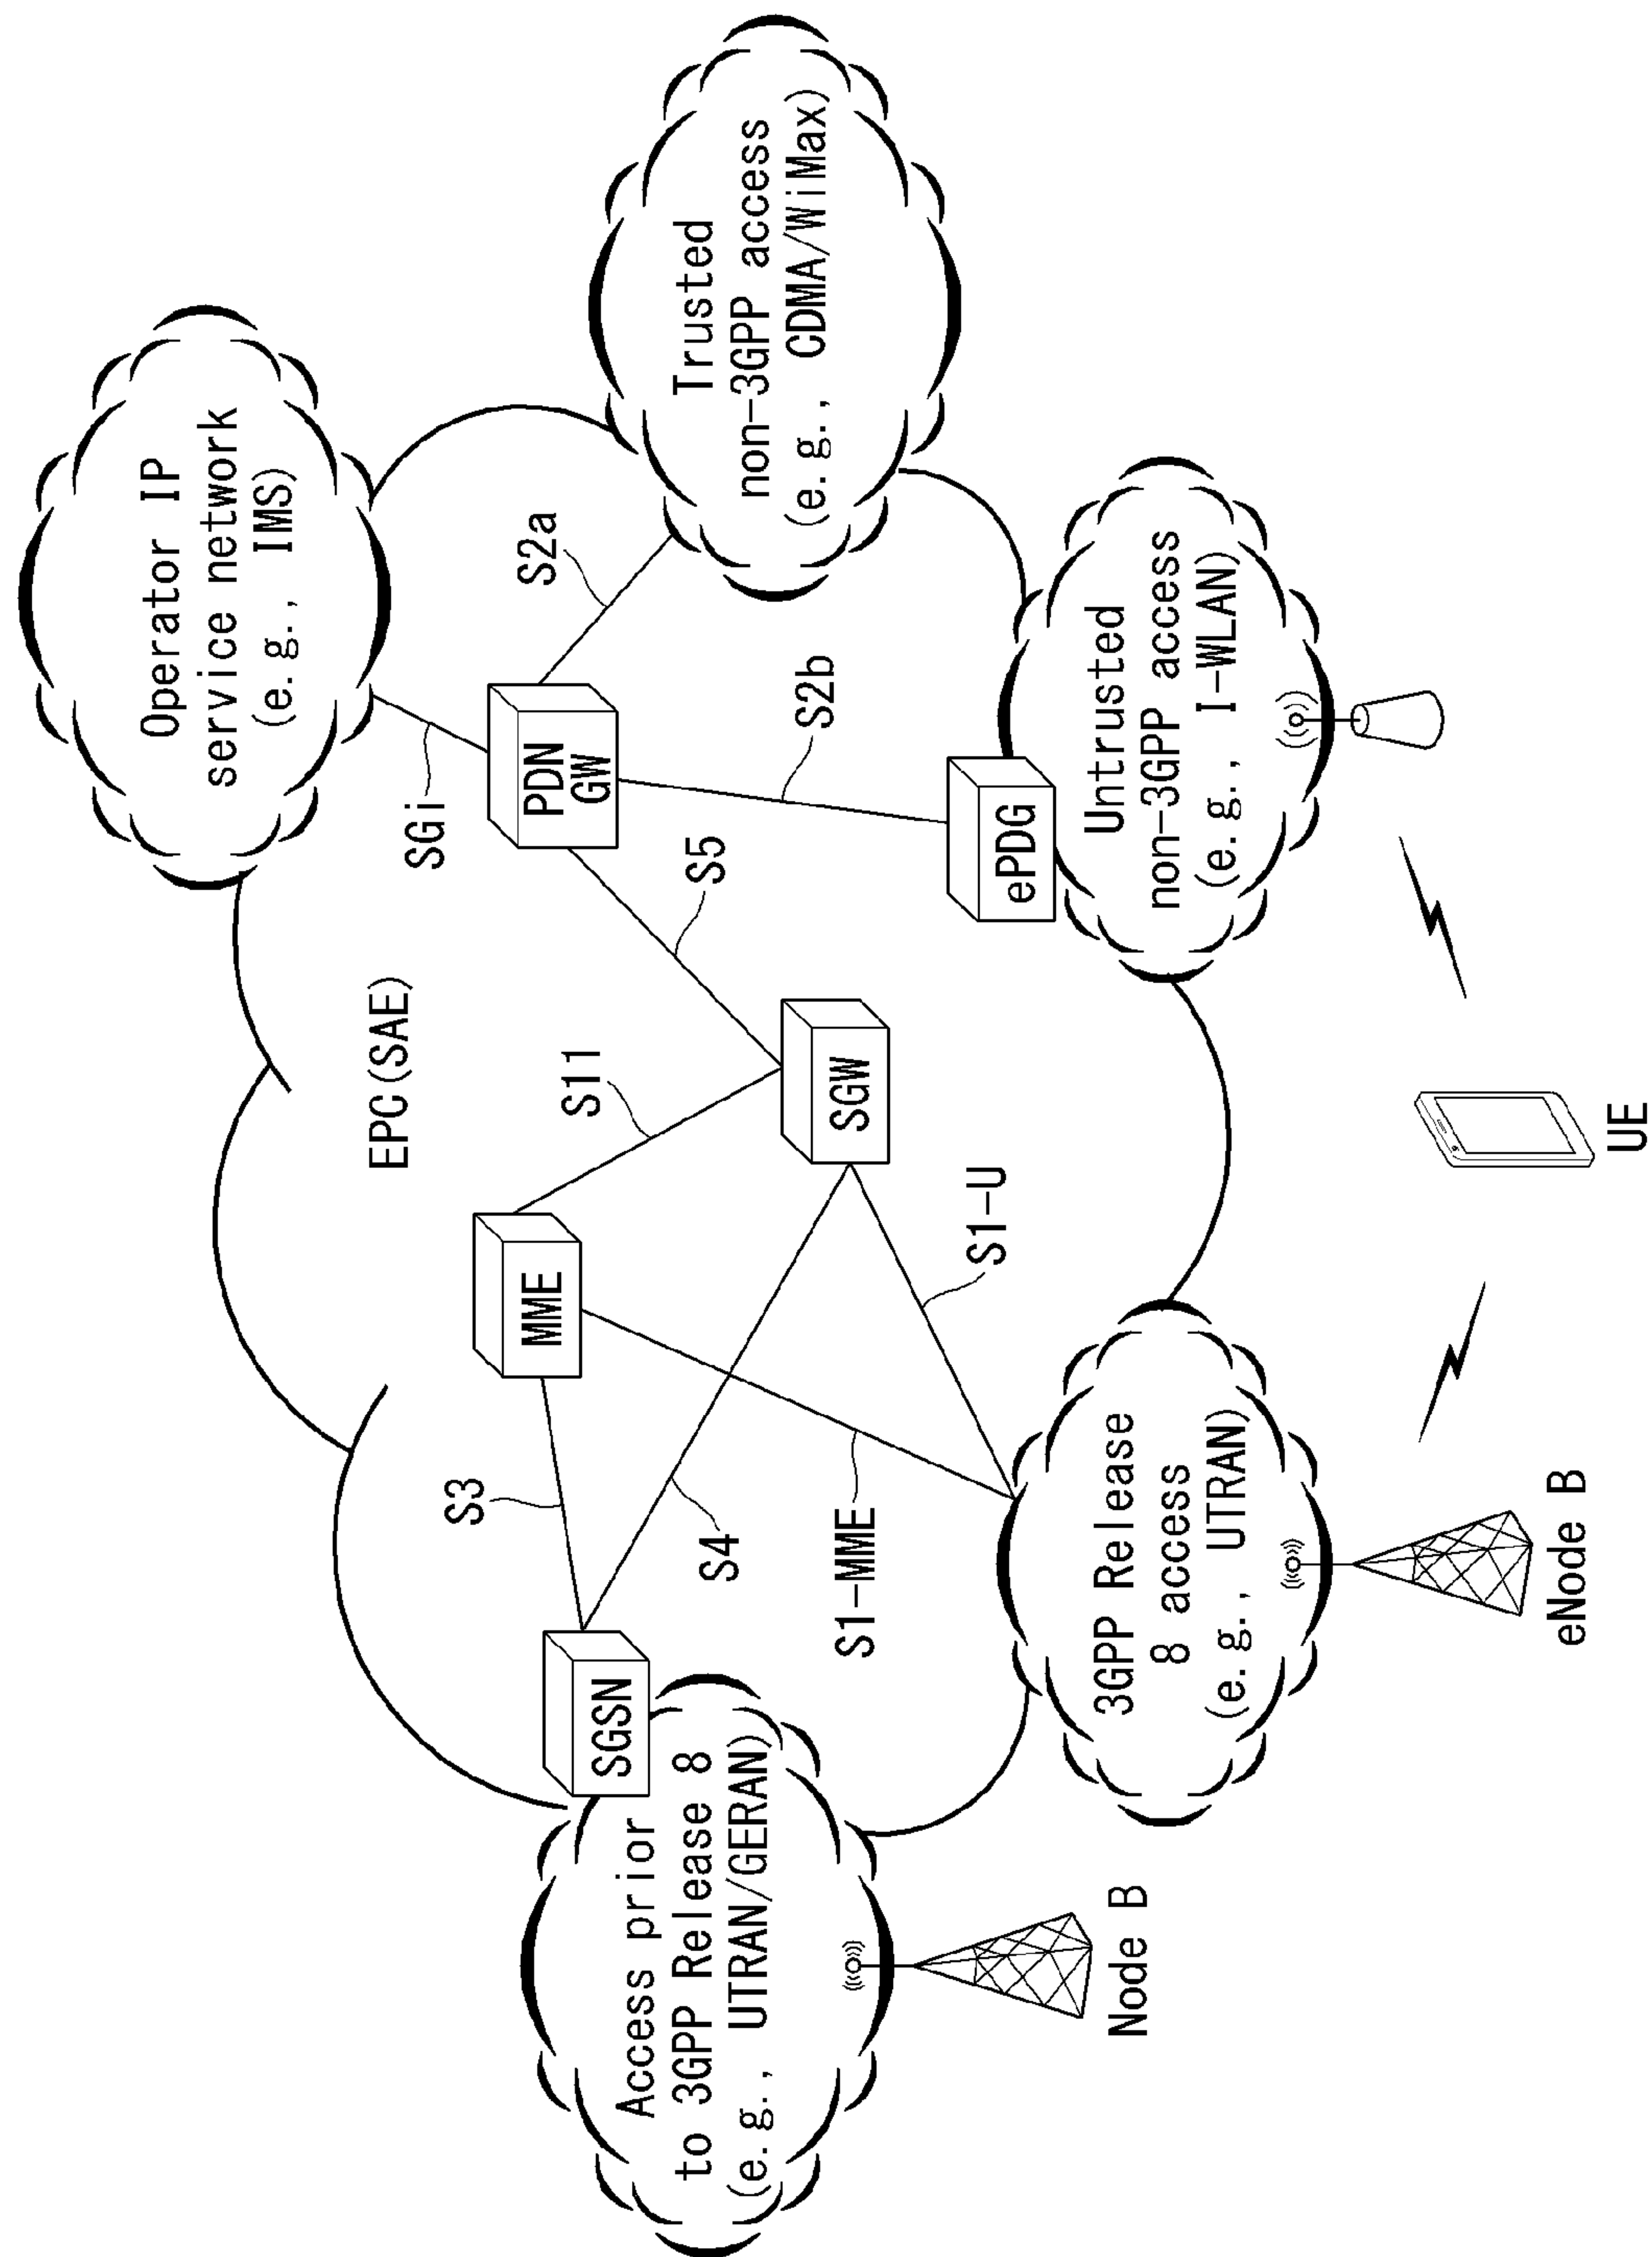 Operator IP
service network
(e.g., IMS)
SGi
S2a
Trusted
non-3GPP access
(e.g., CDMA/WiMax)
EPC(SAE)
PDN
GW
S2b
S5
S11
MME
SGW
S3
SGSN
S4
S1-MME
S1-U
ePDG
Access prior
to 3GPP Release 8
(e.g., UTRAN/GERAN)
3GPP Release
8 access
(e.g., UTRAN)
Untrusted
non-3GPP access
(e.g., I-WLAN)
Node B
eNode B
UE